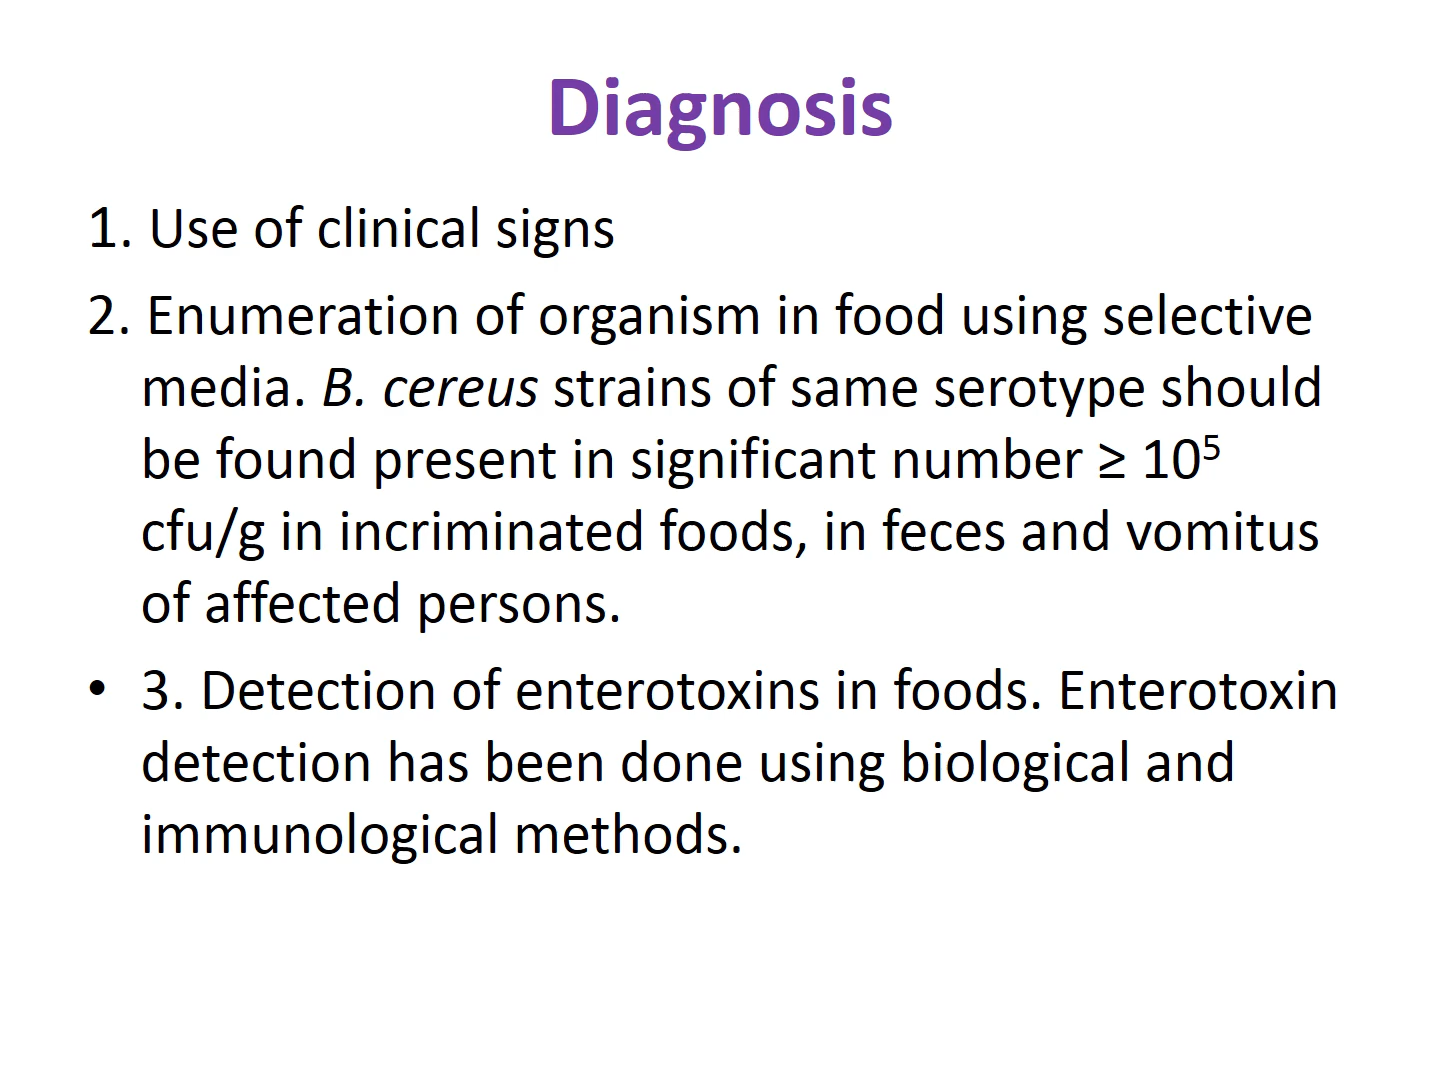 Diagnosis
1. Use of clinical signs
2. Enumeration of organism in food using selective
media. B. cereus strains of same serotype should
be found present in significant number ≥ 10⁵
cfu/g in incriminated foods, in feces and vomitus
of affected persons.
• 3. Detection of enterotoxins in foods. Enterotoxin
detection has been done using biological and
immunological methods.